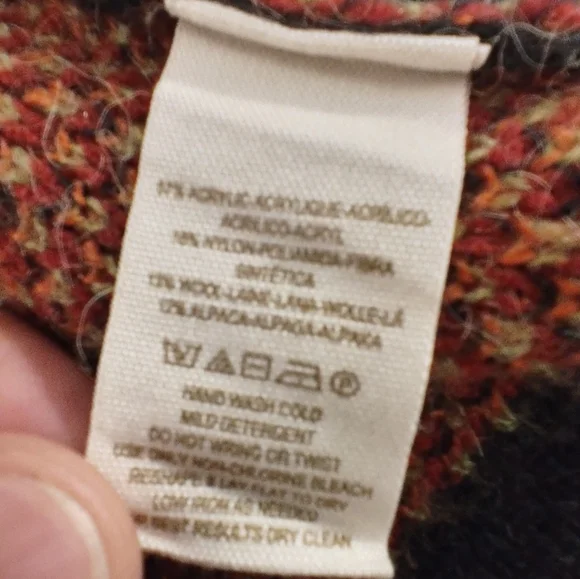 57% ACRYLIC-ACRYLIQUE-ACRÍLICO-
ACRILICO-ACRYL
18% NYLON-POLIAMIDA-FIBRA
SINTÉTICA
13% WOOL-LAINE-LANA-WOLLE-LÃ
12% ALPACA-ALPAGA-ALPAKA
P
HAND WASH COLD
MILD DETERGENT
DO NOT WRING OR TWIST
USE ONLY NON-CHLORINE BLEACH
RESHAPE & LAY FLAT TO DRY
LOW IRON AS NEEDED
BEST RESULTS DRY CLEAN